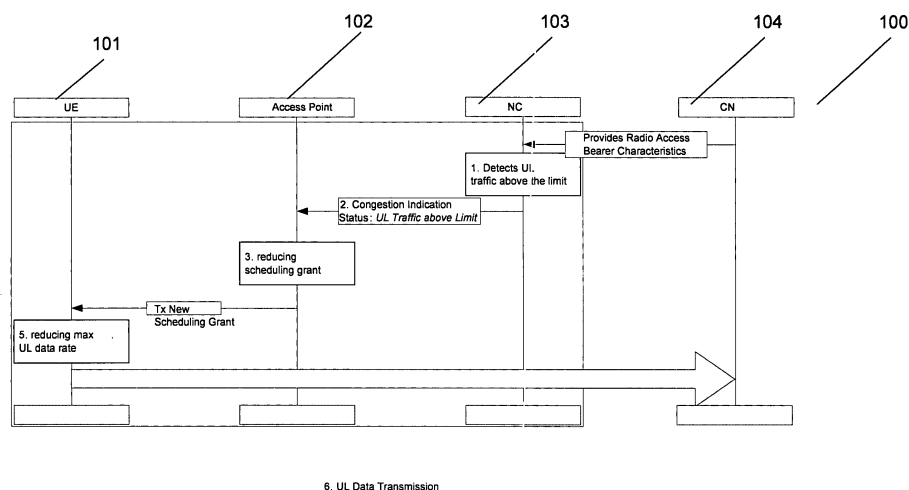 101
102
103
104
100
UE
Access Point
NC
CN
Provides Radio Access
Bearer Characteristics
1. Detects UL
traffic above the limit
2. Congestion Indication
Status: UL Traffic above Limit
3. reducing
scheduling grant
Tx New
Scheduling Grant
5. reducing max
UL data rate
6. UL Data Transmission